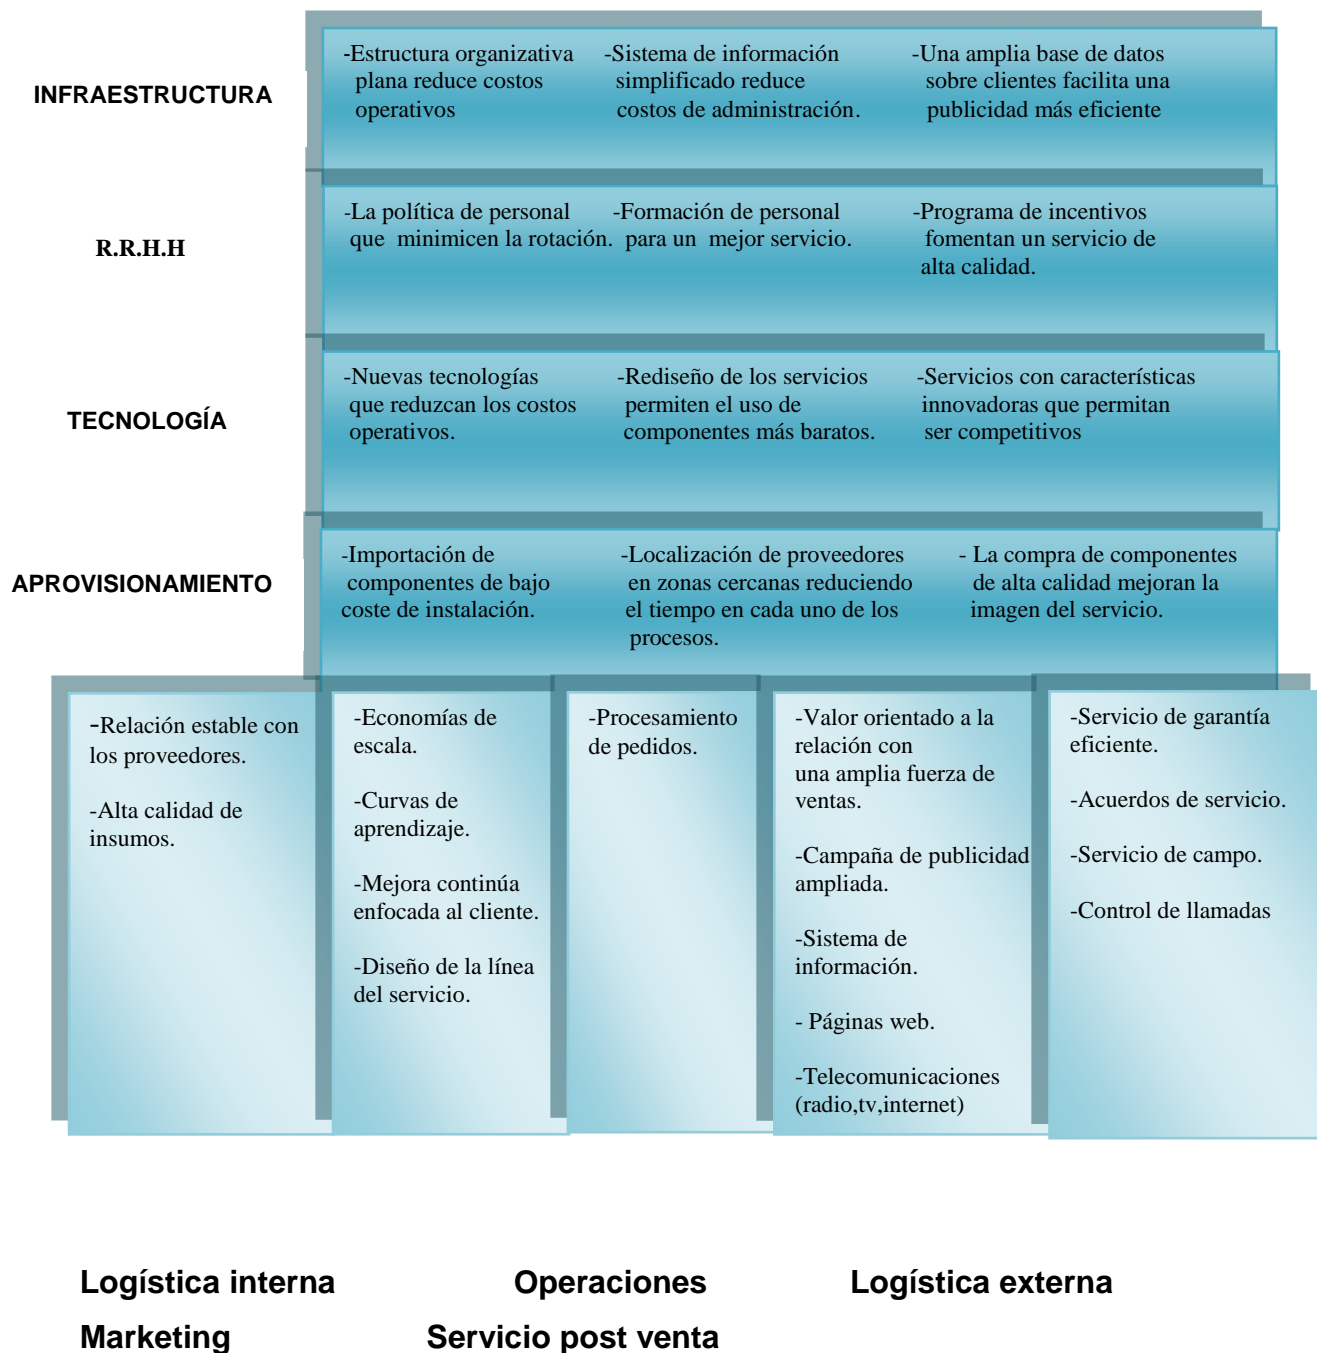 INFRAESTRUCTURA
-Estructura organizativa
plana reduce costos
operativos
-Sistema de información
simplificado reduce
costos de administración.
-Una amplia base de datos
sobre clientes facilita una
publicidad más eficiente
R.R.H.H
-La política de personal
que minimicen la rotación.
-Formación de personal
para un mejor servicio.
-Programa de incentivos
fomentan un servicio de
alta calidad.
TECNOLOGÍA
-Nuevas tecnologías
que reduzcan los costos
operativos.
-Rediseño de los servicios
permiten el uso de
componentes más baratos.
-Servicios con características
innovadoras que permitan
ser competitivos
APROVISIONAMIENTO
-Importación de
componentes de bajo
coste de instalación.
-Localización de proveedores
en zonas cercanas reduciendo
el tiempo en cada uno de los
procesos.
- La compra de componentes
de alta calidad mejoran la
imagen del servicio.
-Relación estable con
los proveedores.
-Alta calidad de
insumos.
-Economías de
escala.
-Curvas de
aprendizaje.
-Mejora continúa
enfocada al cliente.
-Diseño de la línea
del servicio.
-Procesamiento
de pedidos.
-Valor orientado a la
relación con
una amplia fuerza de
ventas.
-Campaña de publicidad
ampliada.
-Sistema de
información.
- Páginas web.
-Telecomunicaciones
(radio,tv,internet)
-Servicio de garantía
eficiente.
-Acuerdos de servicio.
-Servicio de campo.
-Control de llamadas
Logística interna Operaciones Logística externa
Marketing Servicio post venta